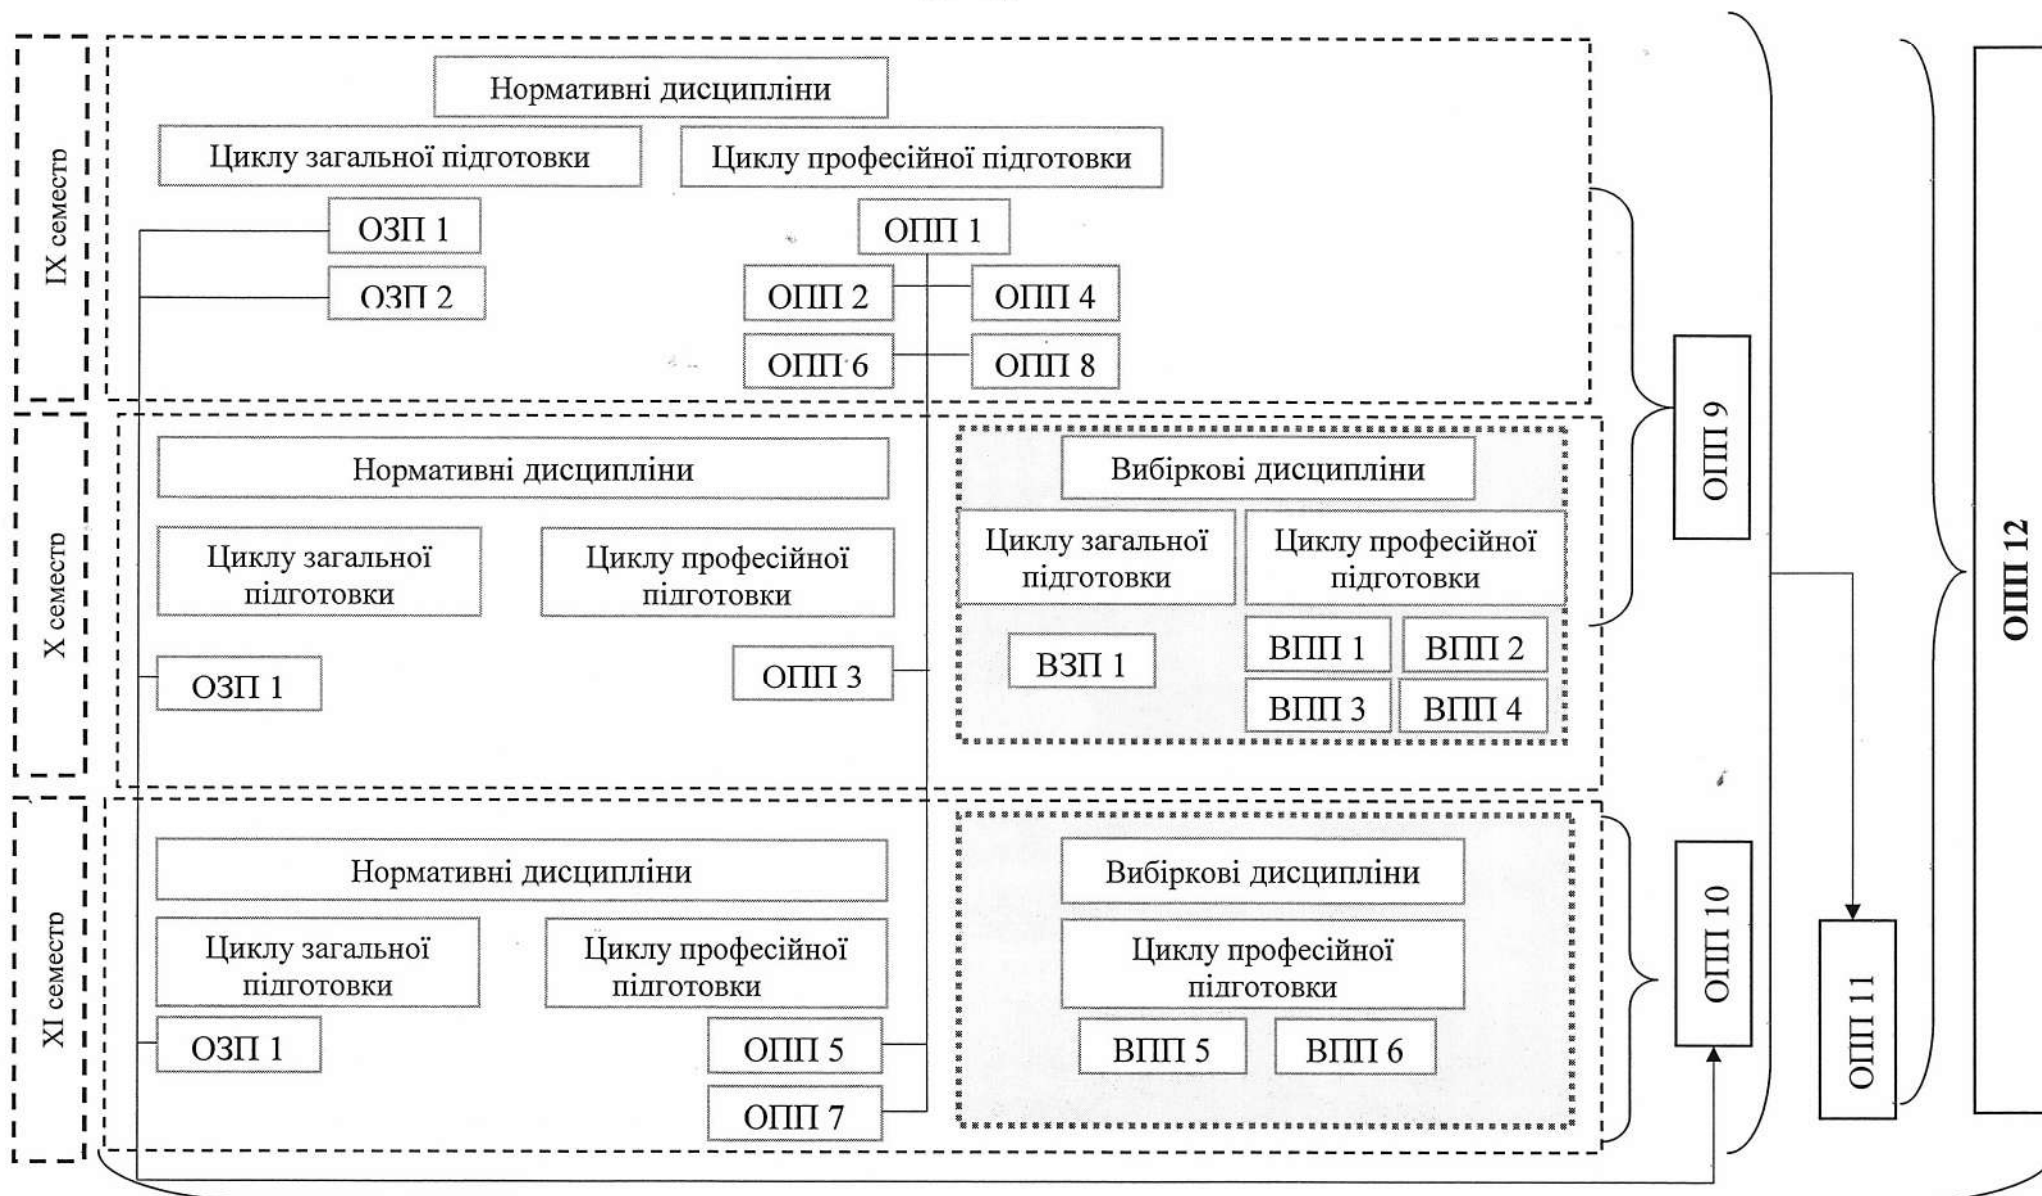 IX семестр
Нормативні дисципліни
Циклу загальної підготовки
Циклу професійної підготовки
ОЗП 1
ОПП 1
ОЗП 2
ОПП 2
ОПП 4
ОПП 6
ОПП 8
X семестр
Нормативні дисципліни
Вибіркові дисципліни
Циклу загальної
підготовки
Циклу професійної
підготовки
Циклу загальної
підготовки
Циклу професійної
підготовки
ОЗП 1
ОПП 3
ВЗП 1
ВПП 1
ВПП 2
ВПП 3
ВПП 4
XI семестр
Нормативні дисципліни
Вибіркові дисципліни
Циклу загальної
підготовки
Циклу професійної
підготовки
Циклу професійної
підготовки
ОЗП 1
ОПП 5
ОПП 7
ВПП 5
ВПП 6
ОПП 9
ОПП 10
ОПП 11
ОПП 12